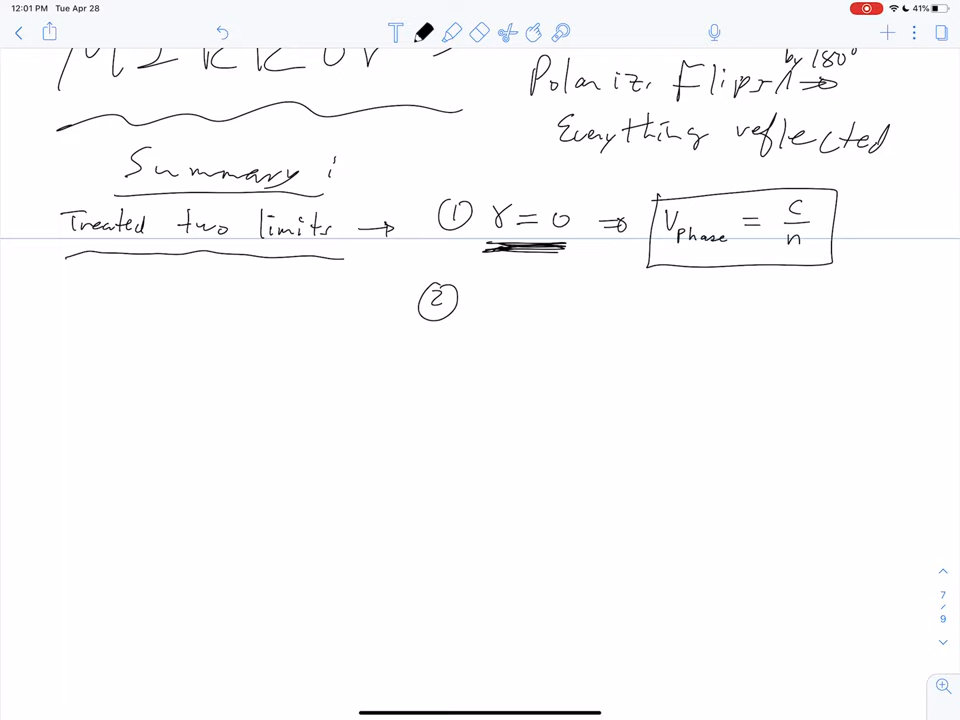 12:01 PM Tue Apr 28
41%
MIRROR
by 180°
Polariz. Flips ⇒
Everything reflected
Summary :
Treated two limits → ① γ = 0 ⇒ V_phase = c/n
②
7
/
9